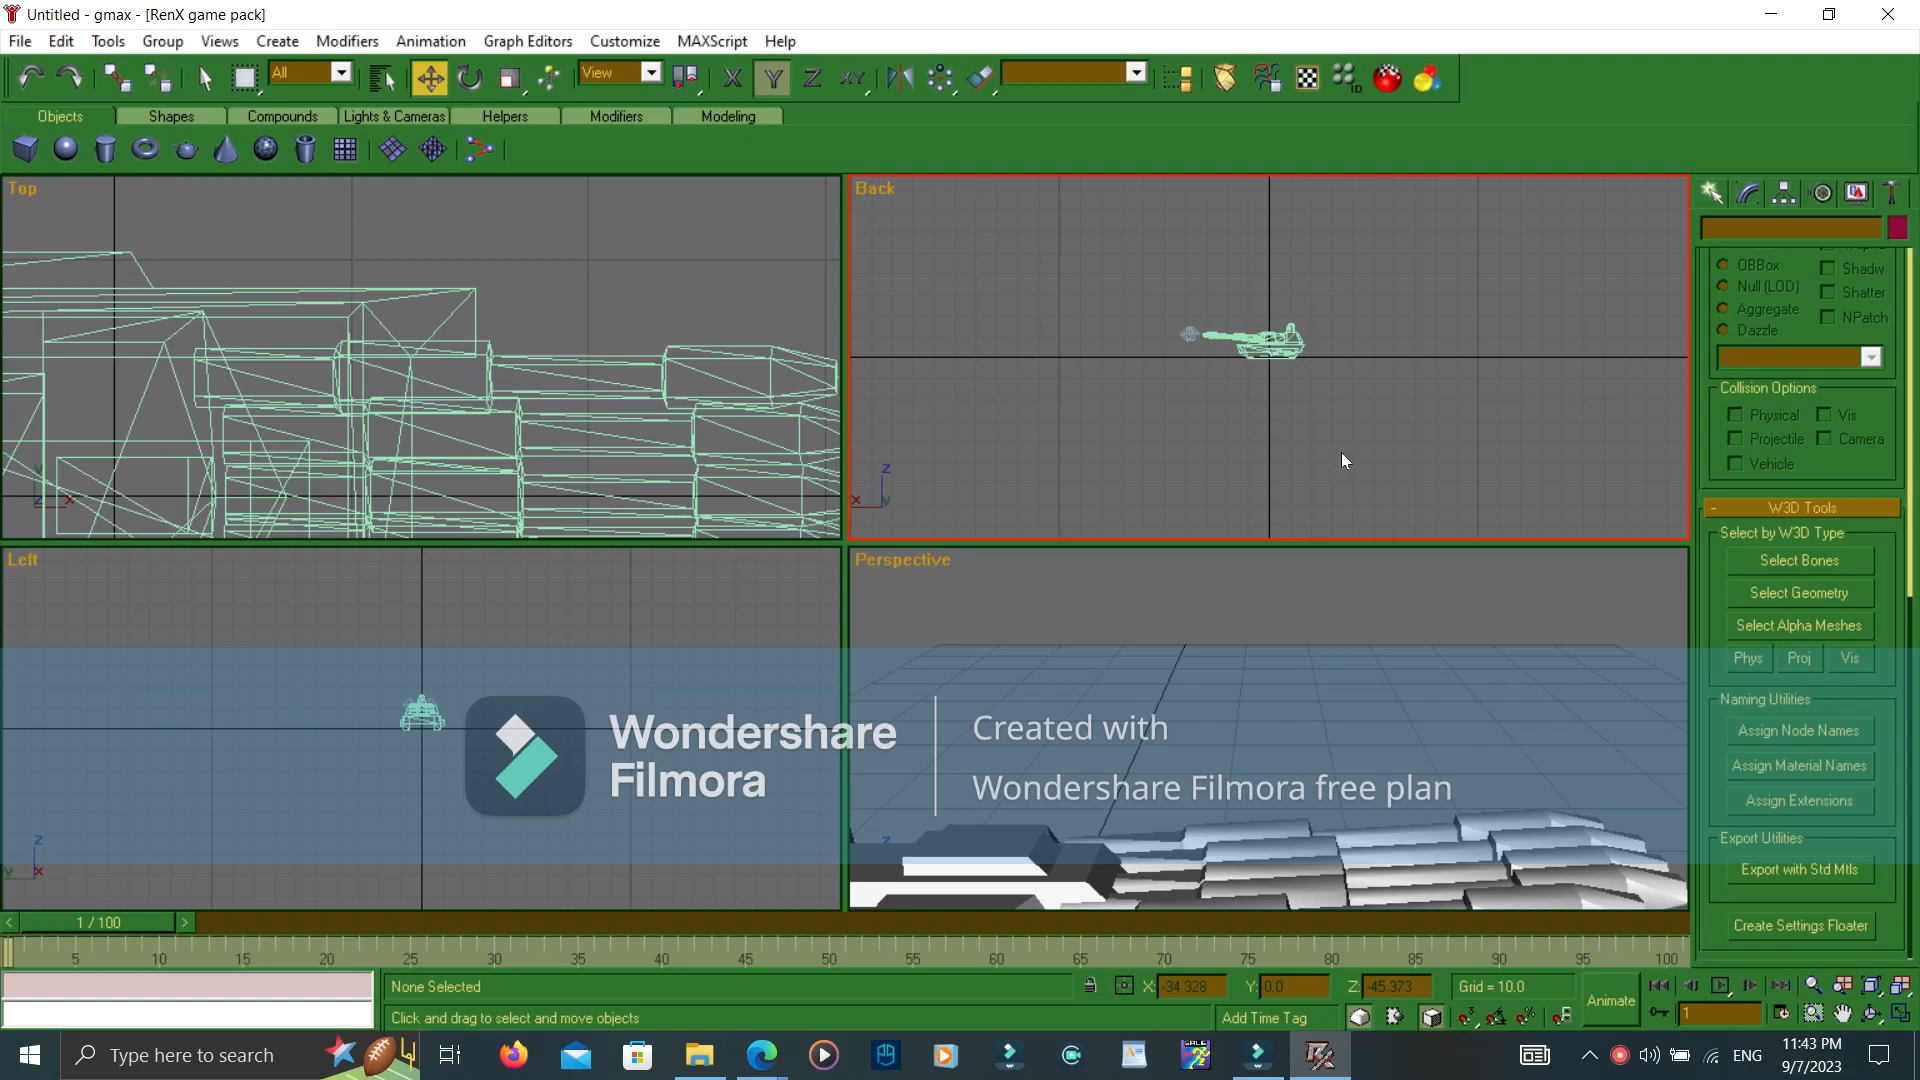 Untitled - gmax - [RenX game pack]
File Edit Tools Group Views Create Modifiers Animation Graph Editors Customize MAXScript Help
All
View
X Y Z XY
ID
Objects Shapes Compounds Lights & Cameras Helpers Modifiers Modeling
Top
Back
OBBox Shadw
Null (LOD) Shatter
Aggregate NPatch
Dazzle
Collision Options
Physical Vis
Projectile Camera
Vehicle
z
x y
z x
- W3D Tools
Select by W3D Type
Select Bones
Select Geometry
Select Alpha Meshes
Phys Proj Vis
Naming Utilities
Assign Node Names
Assign Material Names
Assign Extensions
Export Utilities
Export with Std Mtls
Create Settings Floater
Left
Perspective
Wondershare
Filmora
Created with
Wondershare Filmora free plan
z
y x
z
< 1 / 100 >
5 10 15 20 25 30 35 40 45 50 55 60 65 70 75 80 85 90 95 100
None Selected X: -34.328 Y: 0.0 Z: -45.373 Grid = 10.0
Animate
Click and drag to select and move objects Add Time Tag
1
Type here to search
ENG
11:43 PM
9/7/2023